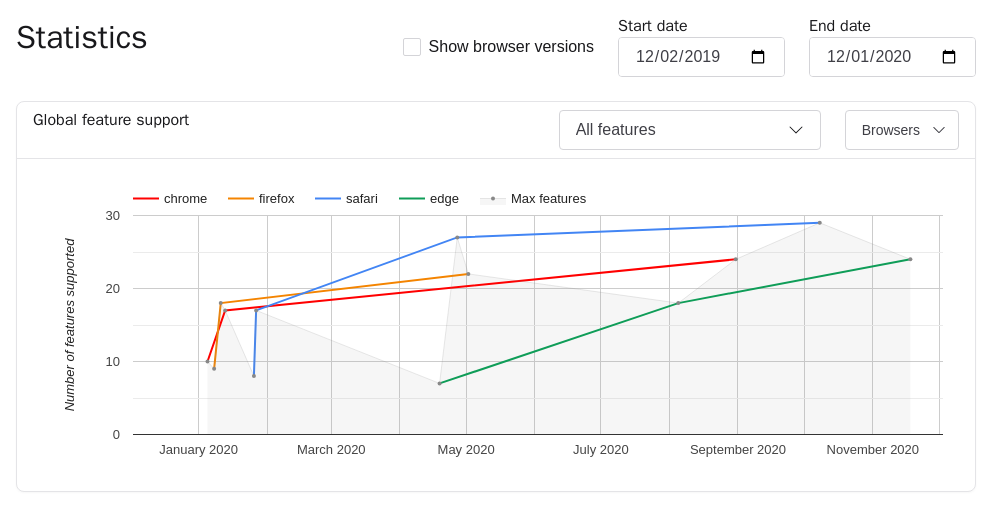 Statistics
Show browser versions
Start date
12/02/2019
End date
12/01/2020
Global feature support
All features
Browsers
chrome firefox safari edge Max features
Number of features supported
30
20
10
0
January 2020 March 2020 May 2020 July 2020 September 2020 November 2020